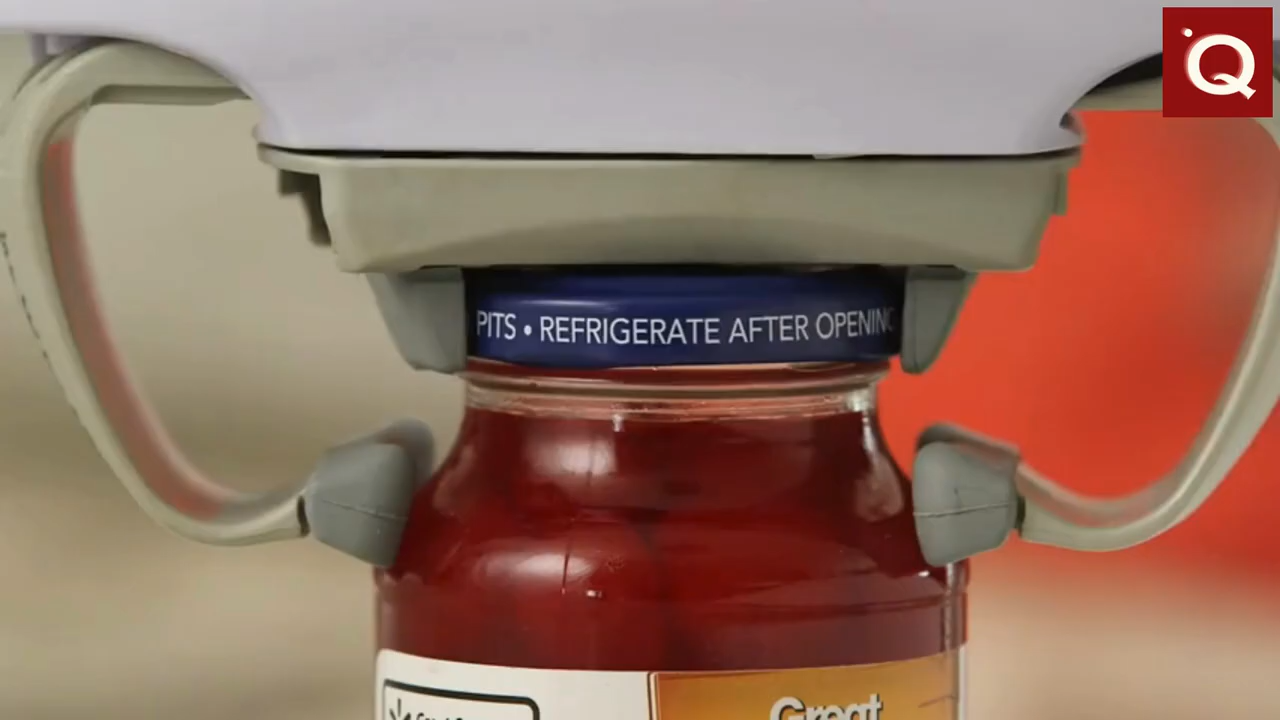 Q
PITS • REFRIGERATE AFTER OPENING
Great